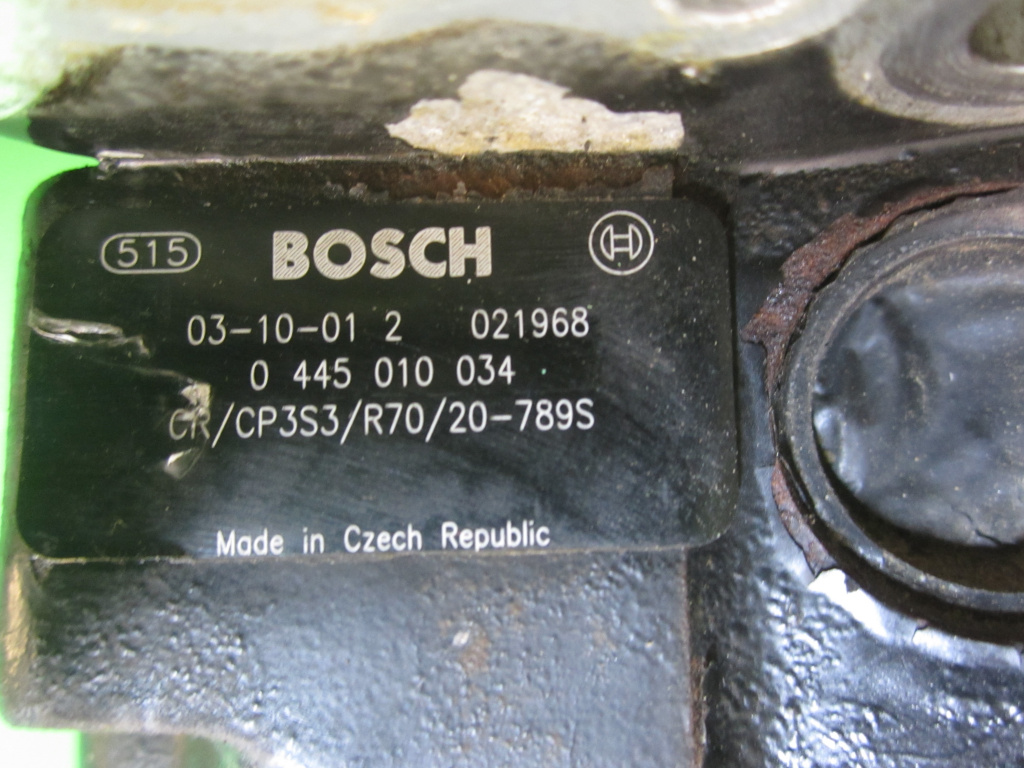 515 BOSCH
03-10-01 2 021968
0 445 010 034
CR/CP3S3/R70/20-789S
Made in Czech Republic